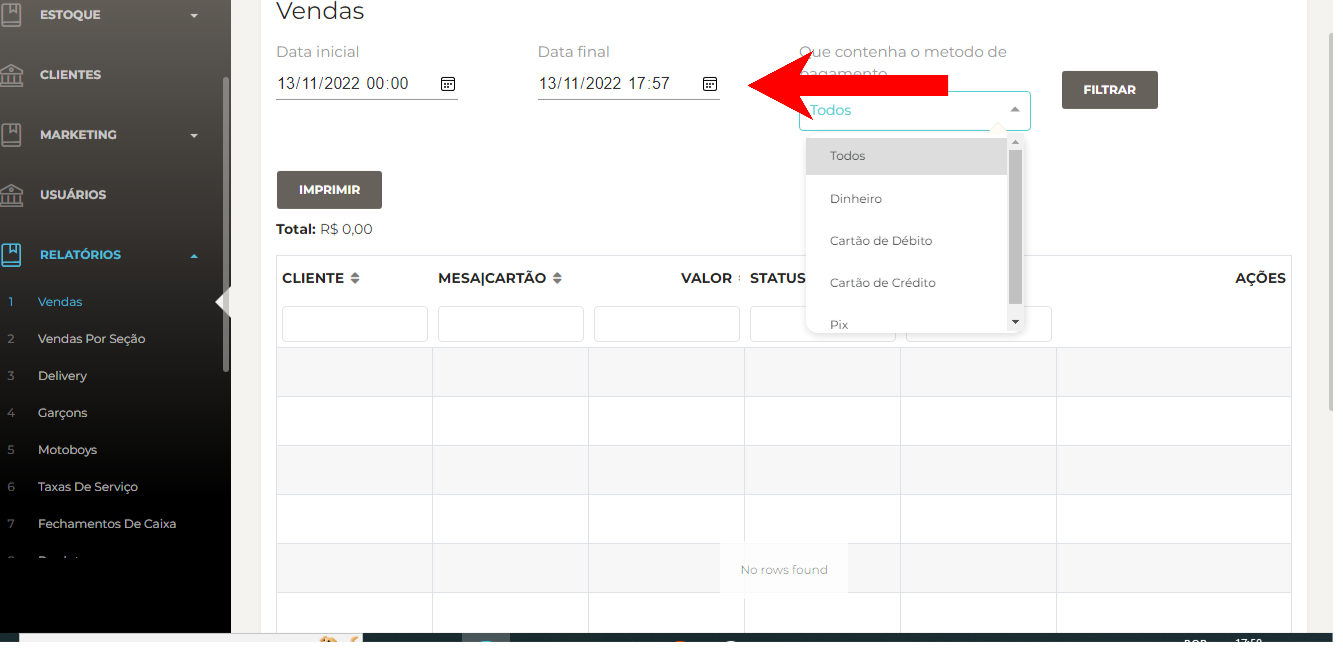 ESTOQUE
CLIENTES
MARKETING
USUÁRIOS
RELATÓRIOS
1 Vendas
2 Vendas Por Seção
3 Delivery
4 Garçons
5 Motoboys
6 Taxas De Serviço
7 Fechamentos De Caixa
Vendas
Data inicial
13/11/2022 00:00
Data final
13/11/2022 17:57
Que contenha o metodo de
pagamento
Todos
FILTRAR
Todos
Dinheiro
Cartão de Débito
Cartão de Crédito
Pix
IMPRIMIR
Total: R$ 0,00
CLIENTE MESA|CARTÃO VALOR STATUS AÇÕES
No rows found